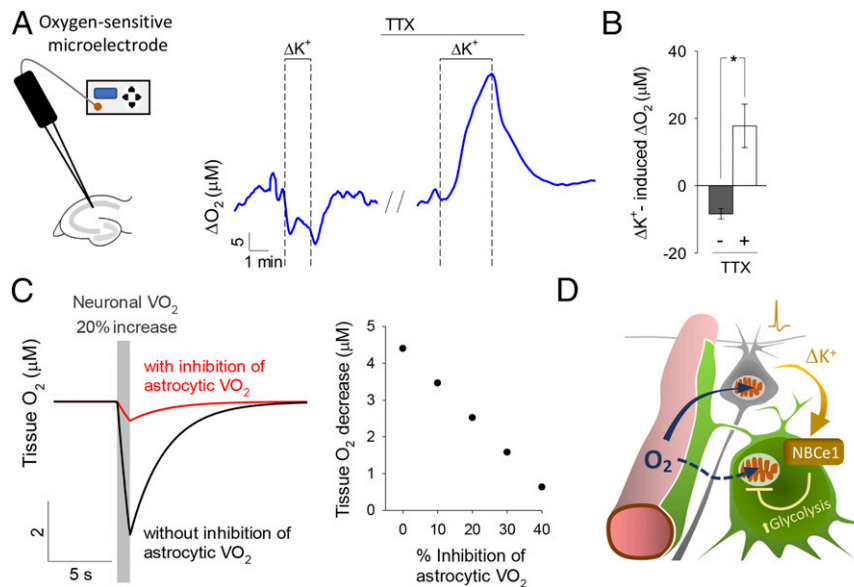 A
Oxygen-sensitive
microelectrode
TTX
ΔK⁺
ΔK⁺
ΔO₂ (μM)
5
1 min
B
ΔK⁺- induced ΔO₂ (μM)
40
20
0
-20
*
- +
TTX
C
Neuronal VO₂
20% increase
Tissue O₂ (μM)
with inhibition of
astrocytic VO₂
without inhibition of
astrocytic VO₂
2
5 s
Tissue O₂ decrease (μM)
5
4
3
2
1
0
0 10 20 30 40
% Inhibition of
astrocytic VO₂
D
ΔK⁺
O₂
NBCe1
⬆Glycolysis